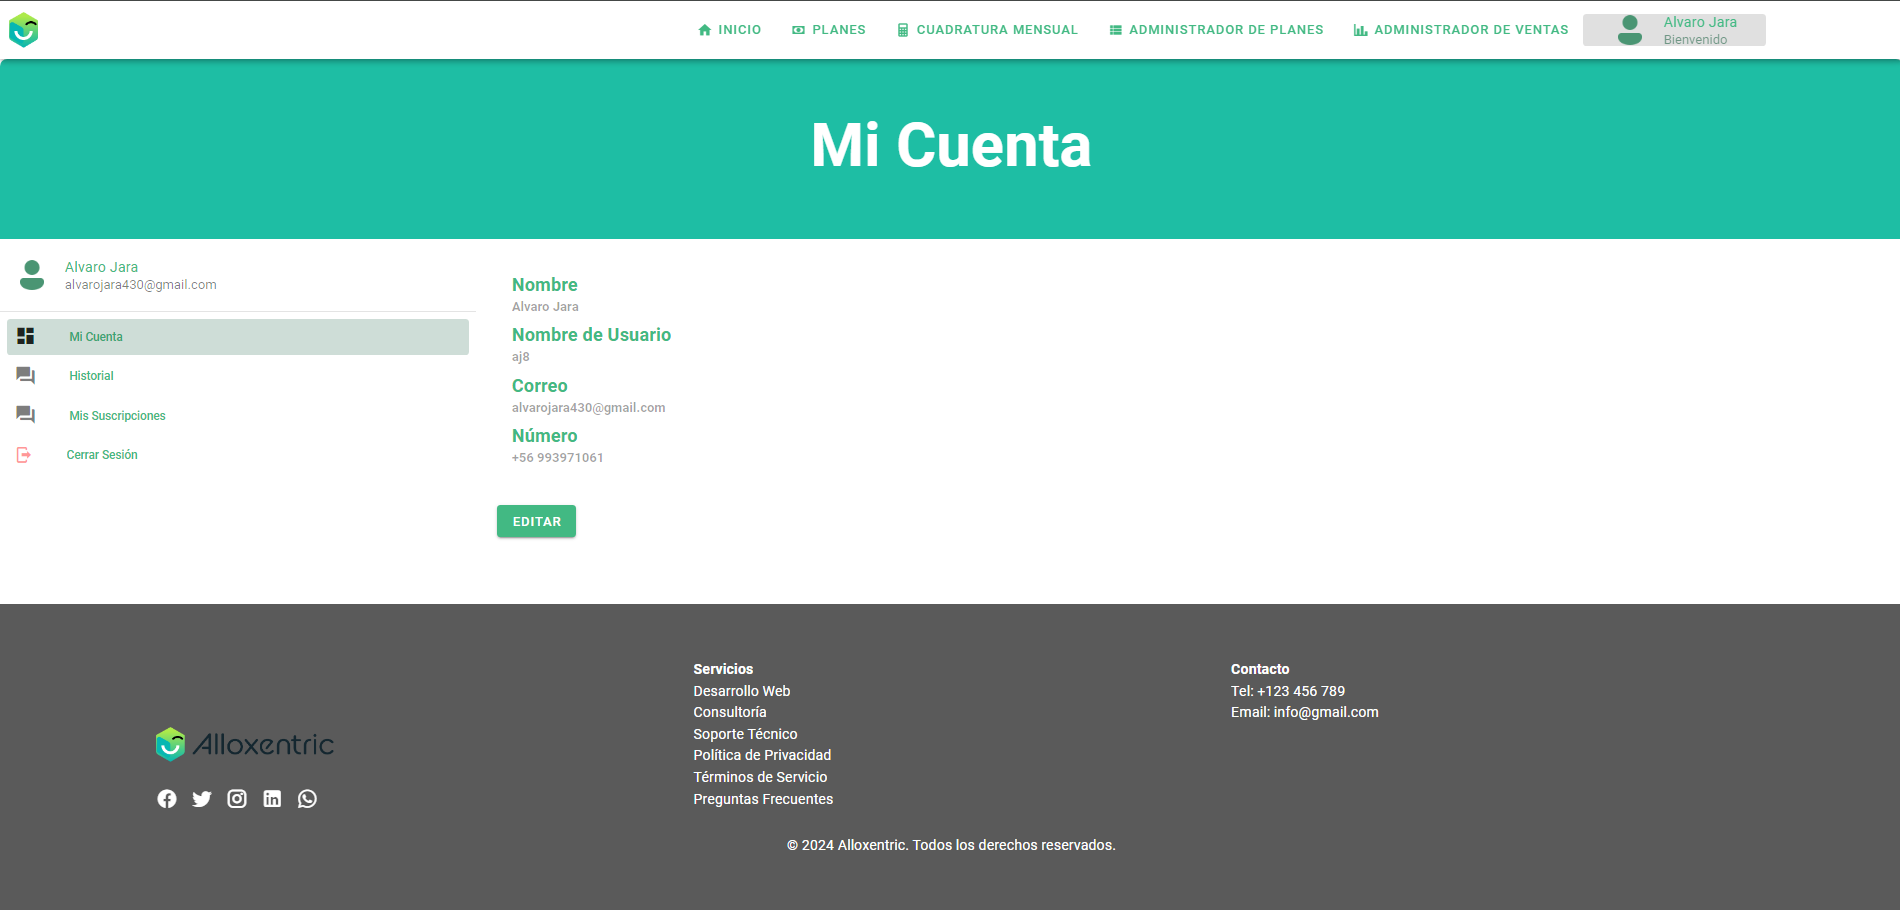 INICIO
PLANES
CUADRATURA MENSUAL
ADMINISTRADOR DE PLANES
ADMINISTRADOR DE VENTAS
Alvaro Jara
Bienvenido
Mi Cuenta
Alvaro Jara
alvarojara430@gmail.com
Mi Cuenta
Historial
Mis Suscripciones
Cerrar Sesión
Nombre
Alvaro Jara
Nombre de Usuario
aj8
Correo
alvarojara430@gmail.com
Número
+56 993971061
EDITAR
Alloxentric
Servicios
Desarrollo Web
Consultoría
Soporte Técnico
Política de Privacidad
Términos de Servicio
Preguntas Frecuentes
Contacto
Tel: +123 456 789
Email: info@gmail.com
© 2024 Alloxentric. Todos los derechos reservados.